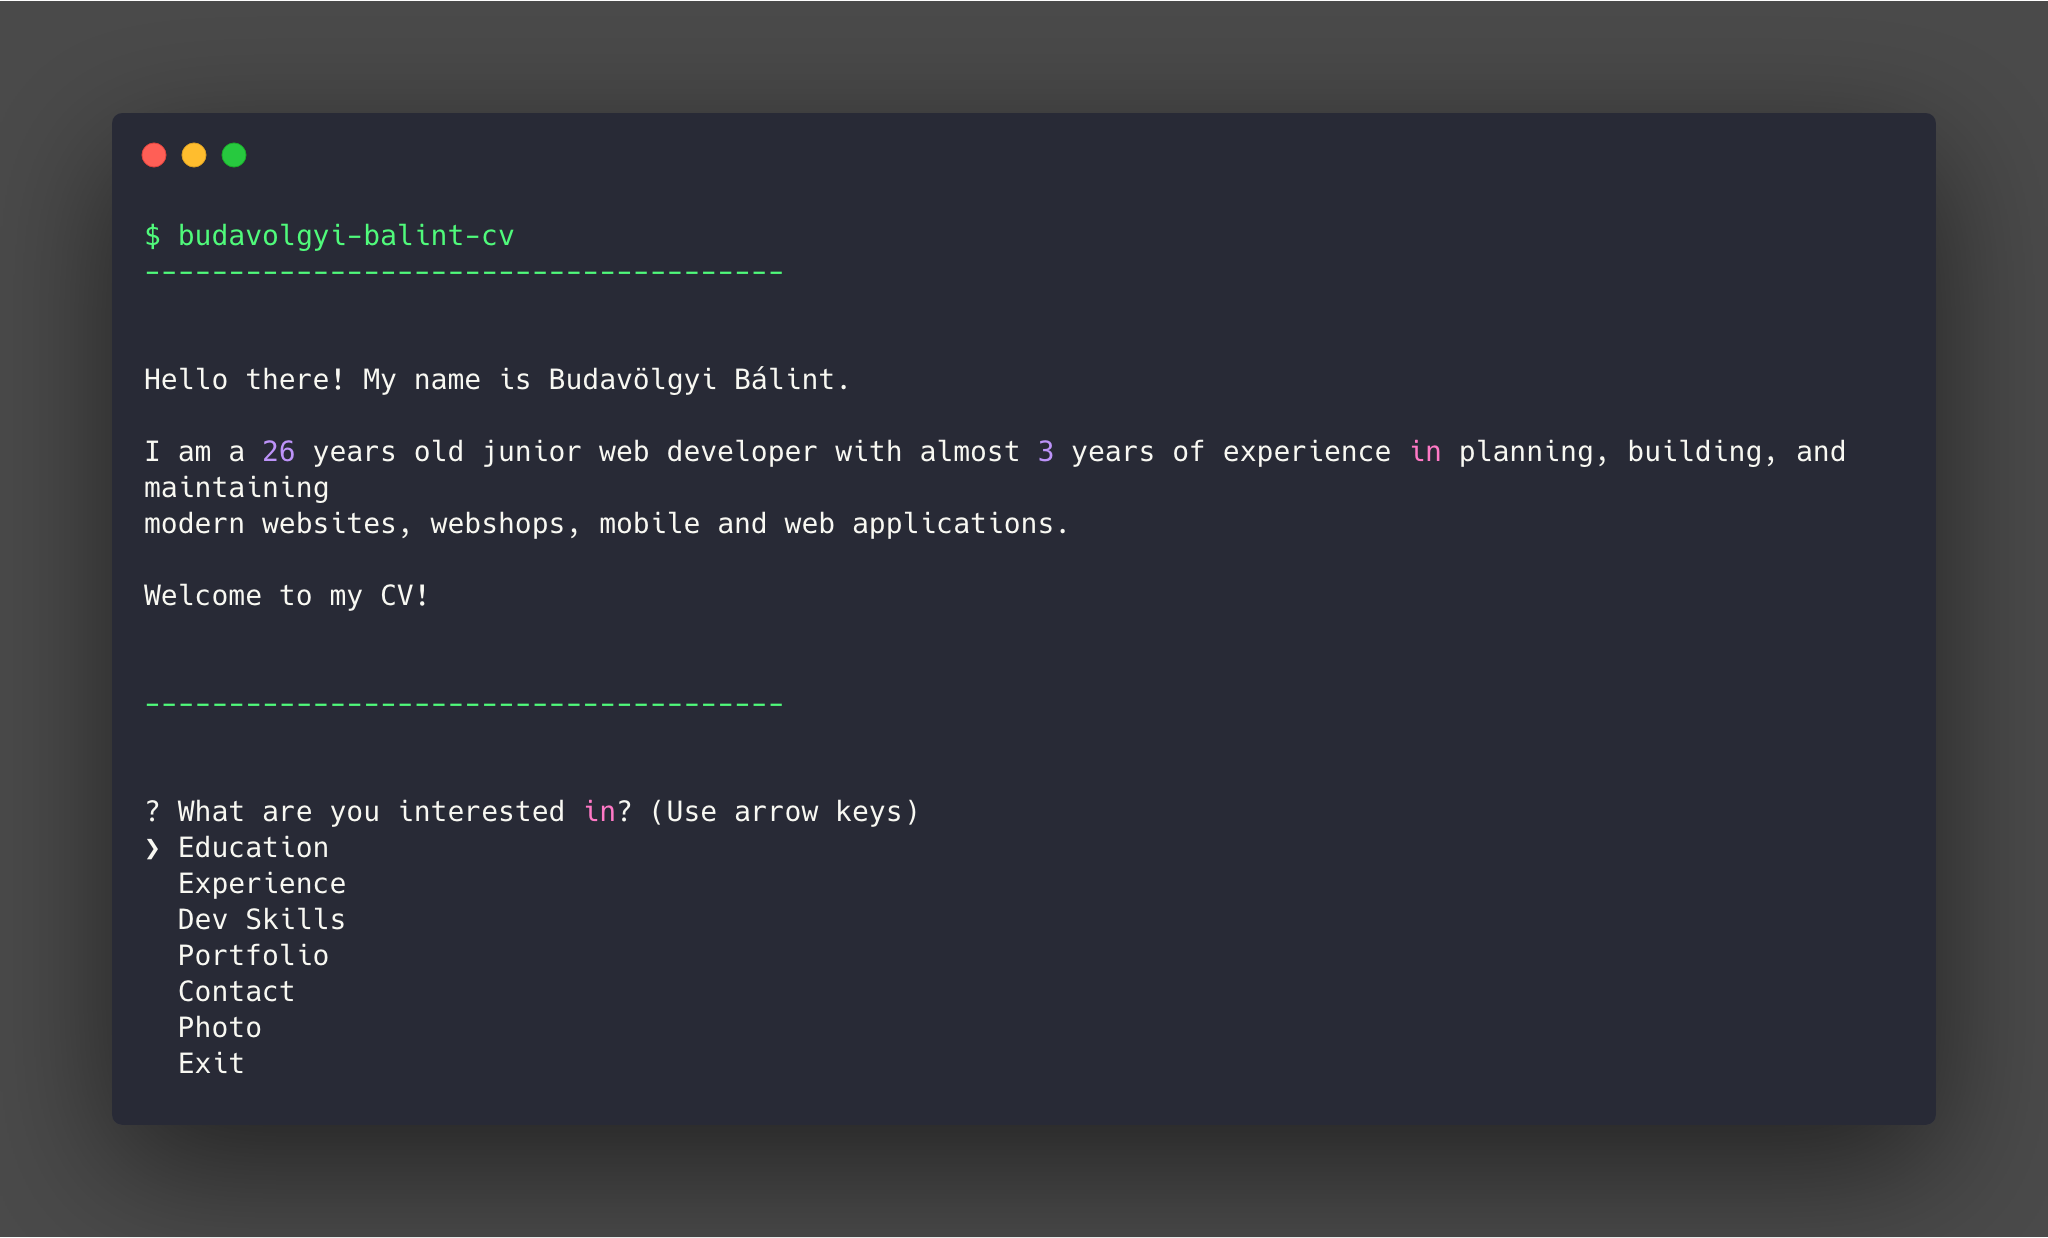 $ budavolgyi-balint-cv
--------------------------------------
Hello there! My name is Budavölgyi Bálint.
I am a 26 years old junior web developer with almost 3 years of experience in planning, building, and
maintaining
modern websites, webshops, mobile and web applications.
Welcome to my CV!
--------------------------------------
? What are you interested in? (Use arrow keys)
❯ Education
Experience
Dev Skills
Portfolio
Contact
Photo
Exit